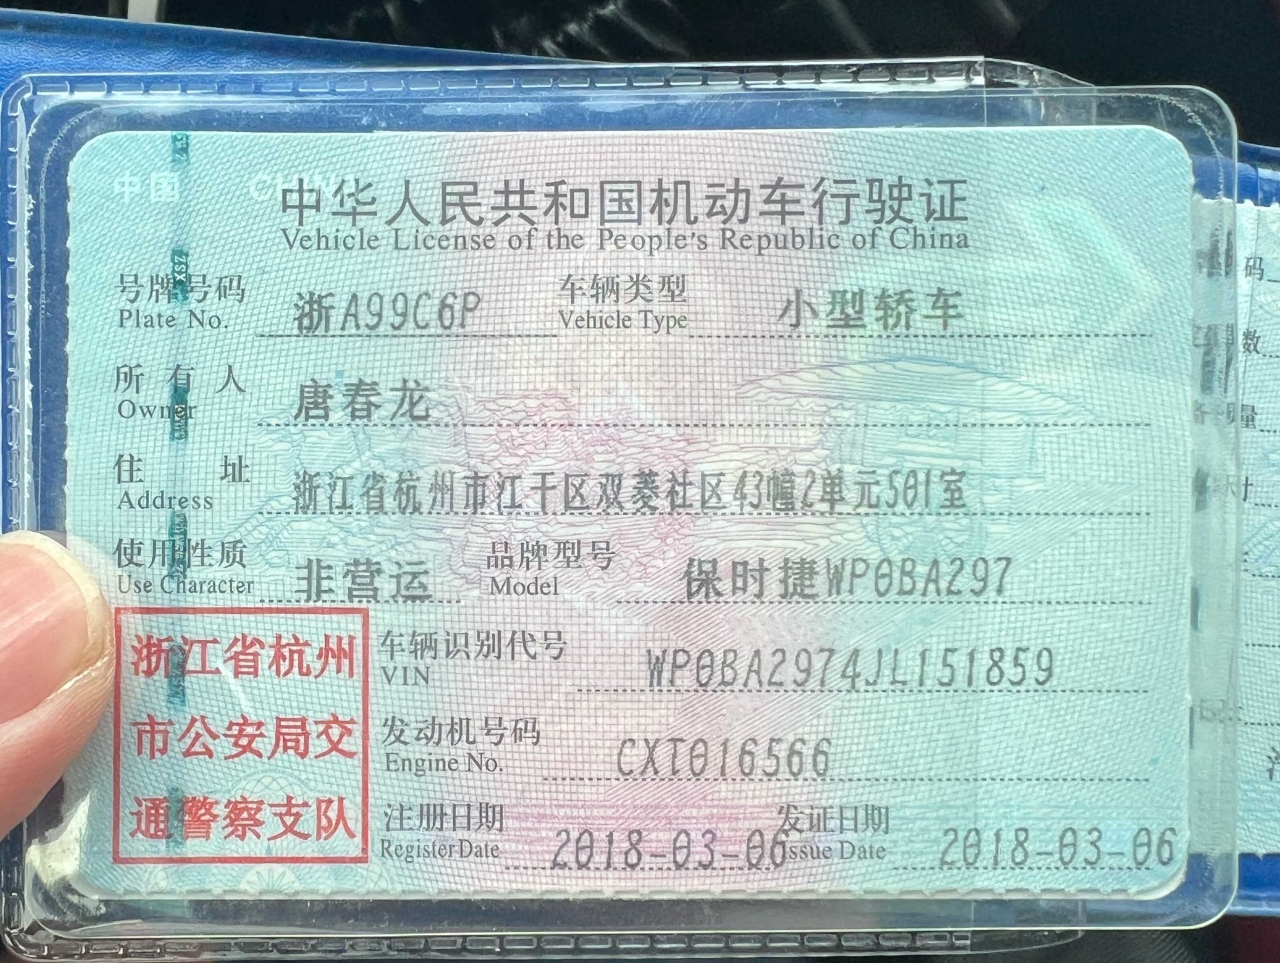 中国
中华人民共和国机动车行驶证
Vehicle License of the People's Republic of China
号牌号码 浙A99C6P 车辆类型 小型轿车
Plate No. Vehicle Type
所有人 唐春龙
Owner
住址 浙江省杭州市江干区双菱社区43幢2单元501室
Address
使用性质 非营运 品牌型号 保时捷WP0BA297
Use Character Model
浙江省杭州
市公安局交
通警察支队
车辆识别代号 WP0BA2974JL151859
VIN
发动机号码 CXT016566
Engine No.
注册日期 2018-03-06 发证日期 2018-03-06
Register Date Issue Date
码
数
量
寸